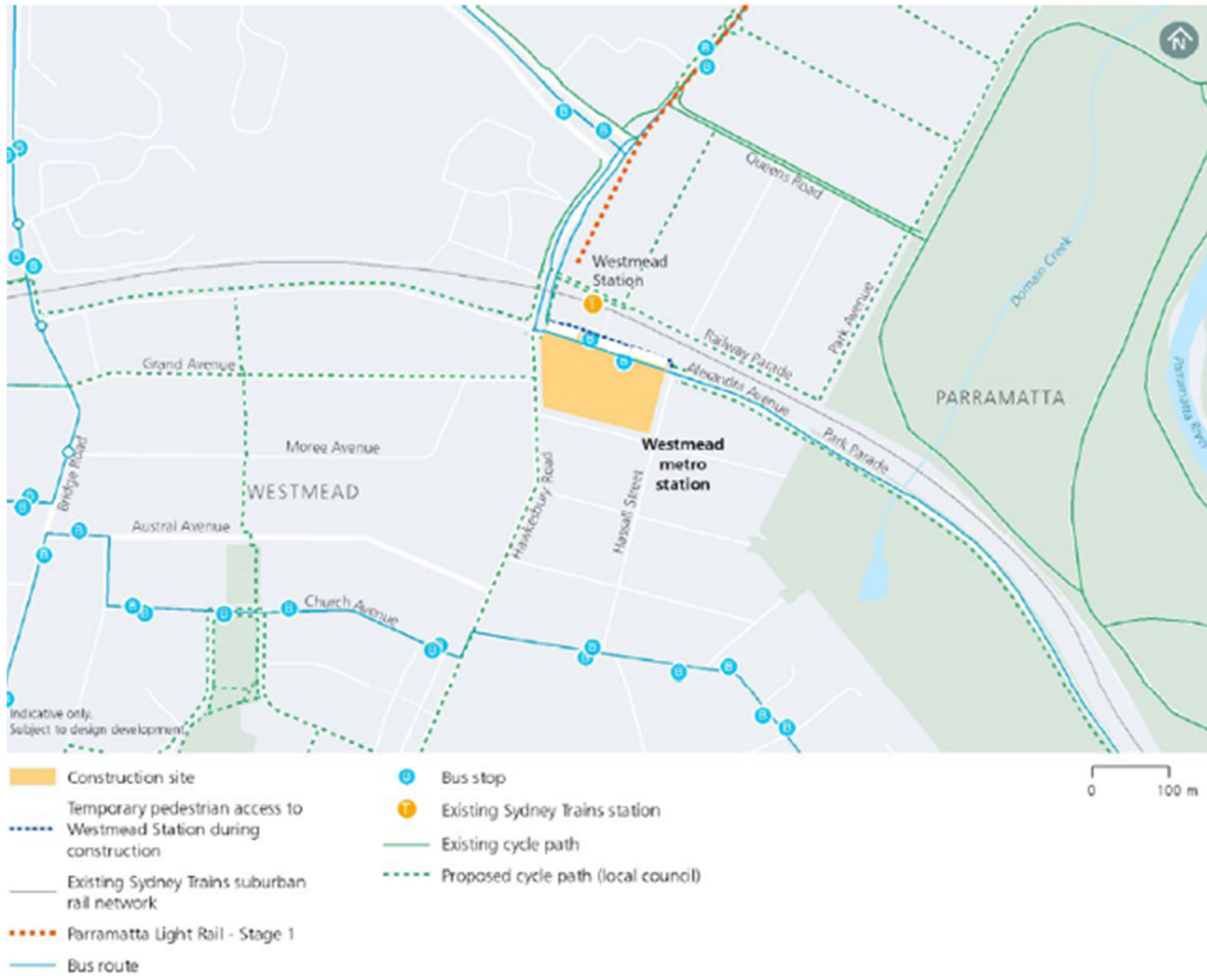 N
Queens Road
Domain Creek
Westmead
Station
Park Avenue
Railway Parade
Parramatta River
Grand Avenue
Alexandra Avenue
PARRAMATTA
Park Parade
Moree Avenue
Westmead
metro
station
Bridge Road
WESTMEAD
Hawkesbury Road
Hassall Street
Austral Avenue
Church Avenue
Indicative only.
Subject to design development
Construction site
Temporary pedestrian access to
Westmead Station during
construction
Existing Sydney Trains suburban
rail network
Parramatta Light Rail - Stage 1
Bus route
B Bus stop
T Existing Sydney Trains station
Existing cycle path
Proposed cycle path (local council)
0 100 m